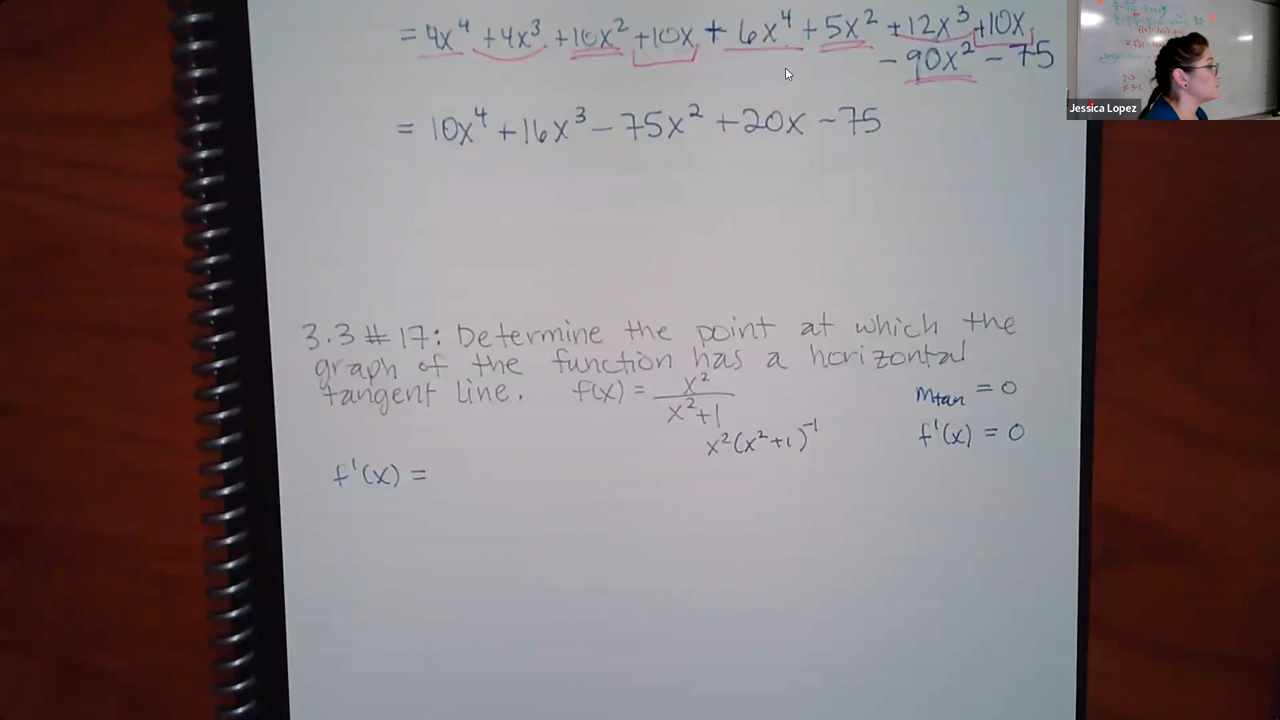 = 4x⁴ + 4x³ + 10x² + 10x + 6x⁴ + 5x² + 12x³ + 10x
- 90x² - 75
= 10x⁴ + 16x³ - 75x² + 20x - 75
3.3 # 17: Determine the point at which the
graph of the function has a horizontal
tangent line. f(x) = x²/(x²+1)
mtan = 0
x²(x²+1)⁻¹
f'(x) = 0
f'(x) =
Jessica Lopez